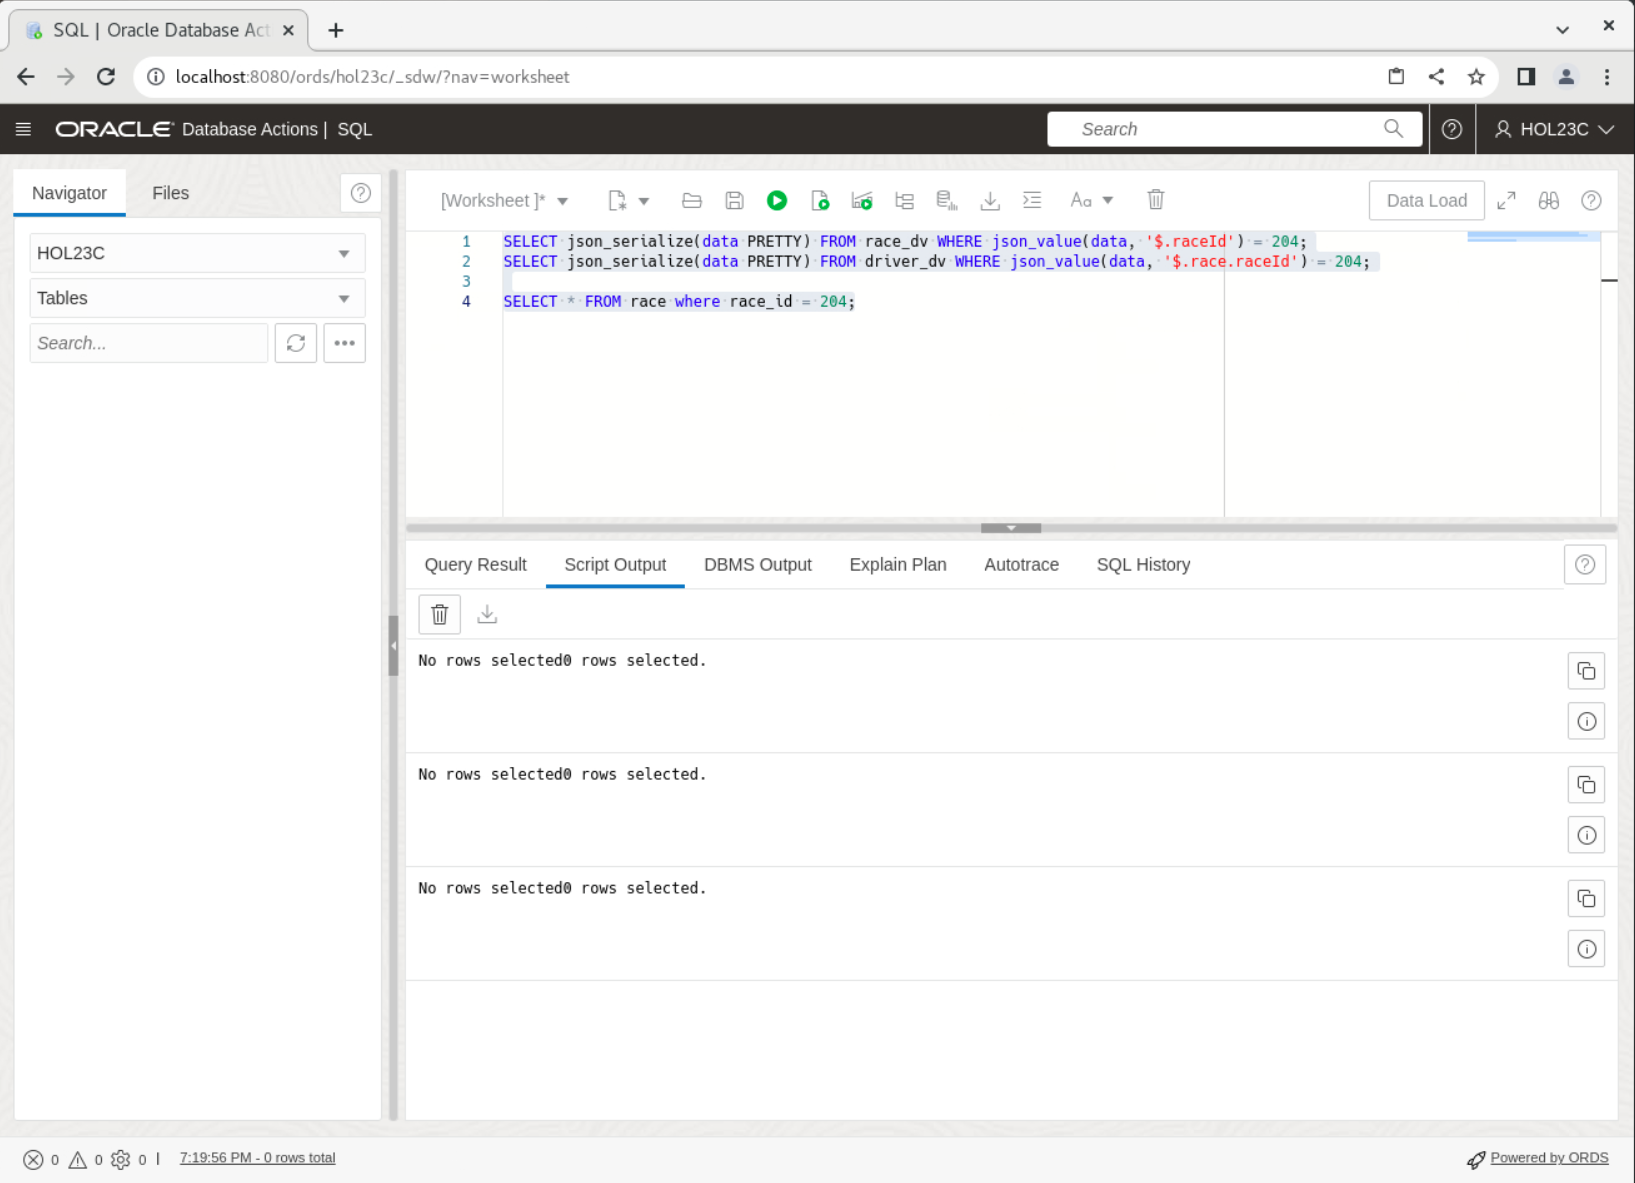 SQL | Oracle Database Act
localhost:8080/ords/hol23c/_sdw/?nav=worksheet
ORACLE Database Actions | SQL
Search
HOL23C
Navigator
Files
HOL23C
Tables
Search...
[Worksheet ]*
Aa
Data Load
1 SELECT json_serialize(data PRETTY) FROM race_dv WHERE json_value(data, '$.raceId') = 204;
2 SELECT json_serialize(data PRETTY) FROM driver_dv WHERE json_value(data, '$.race.raceId') = 204;
3
4 SELECT * FROM race where race_id = 204;
Query Result
Script Output
DBMS Output
Explain Plan
Autotrace
SQL History
No rows selected0 rows selected.
No rows selected0 rows selected.
No rows selected0 rows selected.
0 0 0 | 7:19:56 PM - 0 rows total
Powered by ORDS